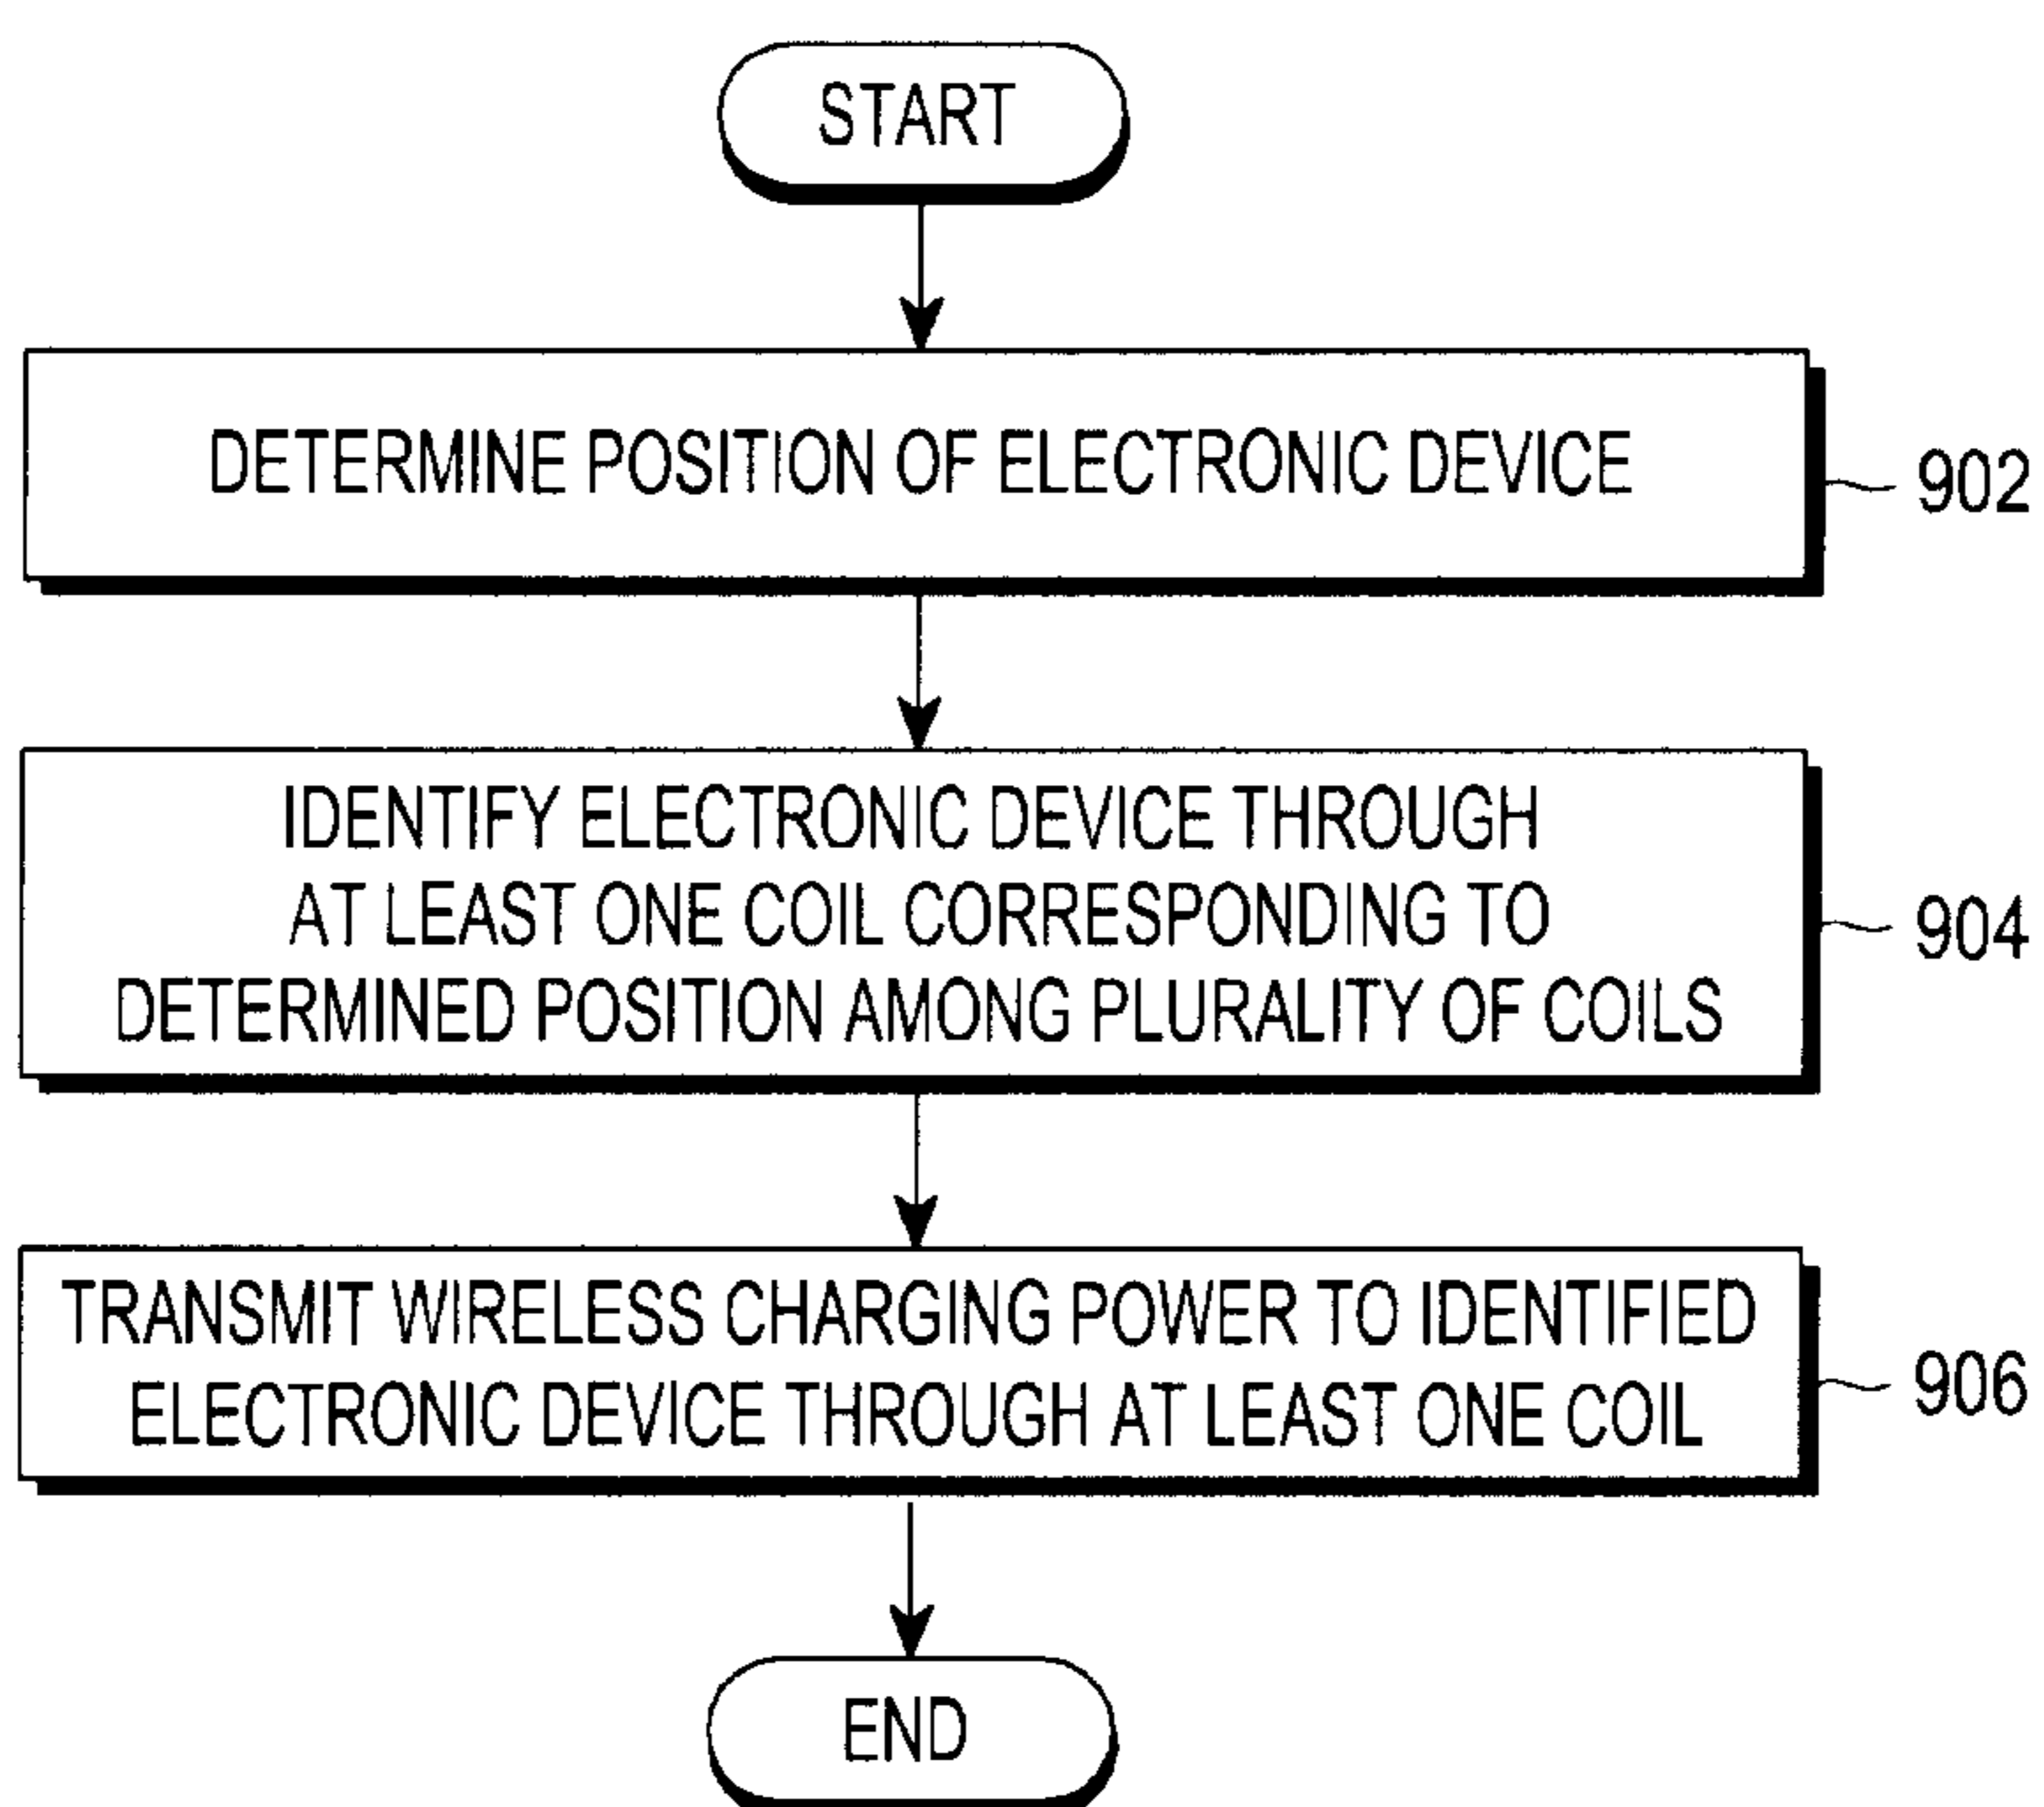 START
DETERMINE POSITION OF ELECTRONIC DEVICE
902
IDENTIFY ELECTRONIC DEVICE THROUGH
AT LEAST ONE COIL CORRESPONDING TO
DETERMINED POSITION AMONG PLURALITY OF COILS
904
TRANSMIT WIRELESS CHARGING POWER TO IDENTIFIED
ELECTRONIC DEVICE THROUGH AT LEAST ONE COIL
906
END